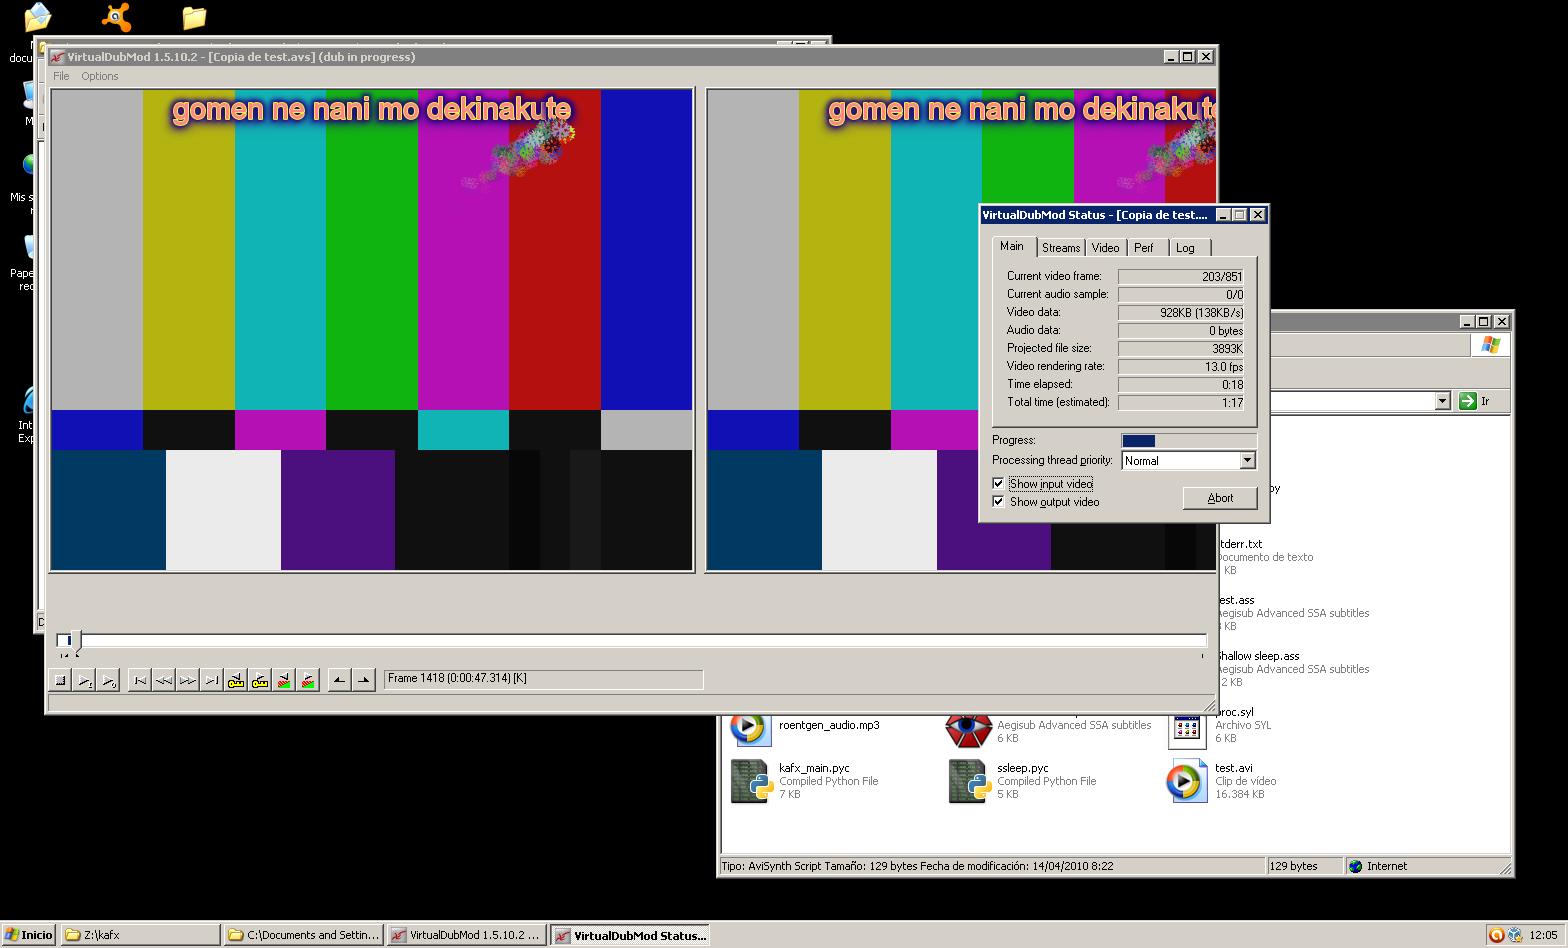 VirtualDubMod 1.5.10.2 - [Copia de test.avs] (dub in progress)
File Options
gomen ne nani mo dekinakute
gomen ne nani mo dekinakute
docu
Mis s
Pape
rec
Int
Exp
VirtualDubMod Status - [Copia de test....
Main Streams Video Perf Log
Current video frame: 203/851
Current audio sample: 0/0
Video data: 928KB (138KB/s)
Audio data: 0 bytes
Projected file size: 3893K
Video rendering rate: 13.0 fps
Time elapsed: 0:18
Total time (estimated): 1:17
Progress:
Processing thread priority: Normal
Show input video
Show output video
Abort
Ir
py
tderr.txt
Documento de texto
KB
est.ass
Aegisub Advanced SSA subtitles
KB
Shallow sleep.ass
Aegisub Advanced SSA subtitles
2 KB
roentgen_audio.mp3
Aegisub Advanced SSA subtitles
6 KB
proc.syl
Archivo SYL
6 KB
kafx_main.pyc
Compiled Python File
7 KB
ssleep.pyc
Compiled Python File
5 KB
test.avi
Clip de vídeo
16.384 KB
Frame 1418 (0:00:47.314) [K]
Tipo: AviSynth Script Tamaño: 129 bytes Fecha de modificación: 14/04/2010 8:22
129 bytes
Internet
Inicio
Z:\kafx
C:\Documents and Settin...
VirtualDubMod 1.5.10.2 ...
VirtualDubMod Status...
12:05